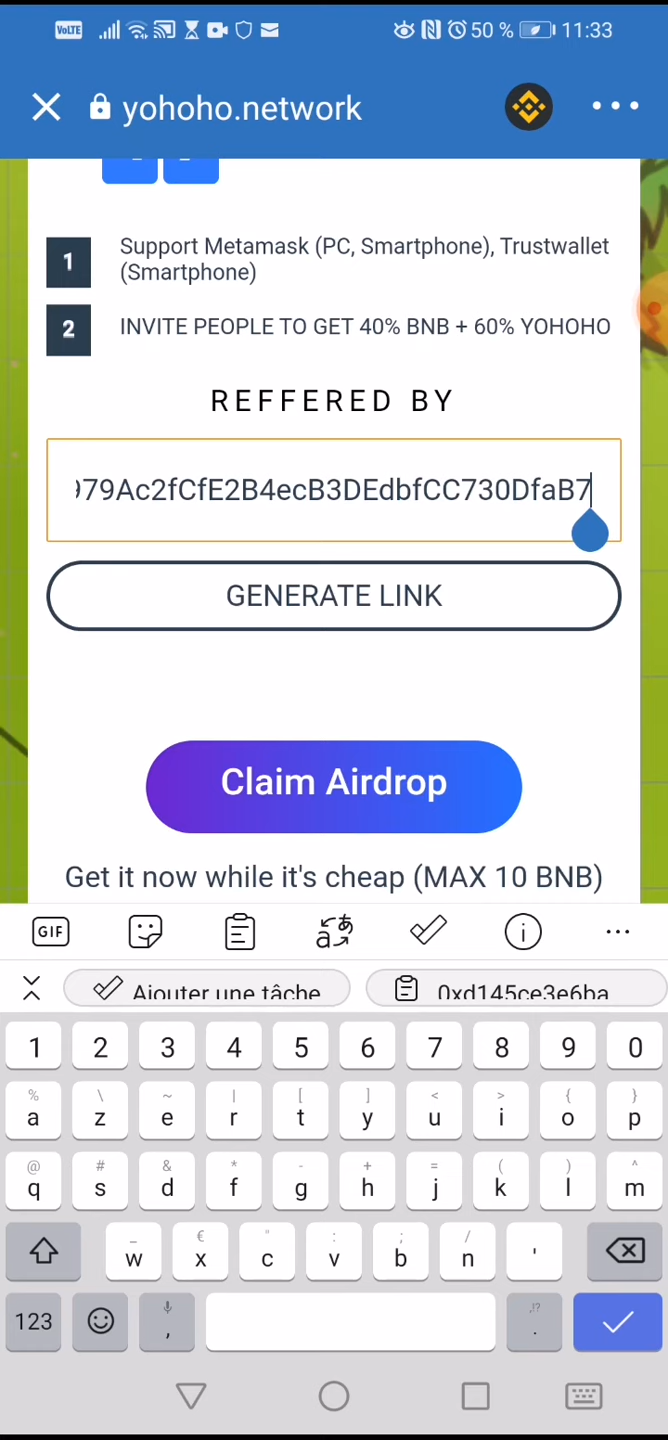 VoLTE 50 % 11:33
yohoho.network
1 Support Metamask (PC, Smartphone), Trustwallet
(Smartphone)
2 INVITE PEOPLE TO GET 40% BNB + 60% YOHOHO
REFFERED BY
979Ac2fCfE2B4ecB3DEdbfCC730DfaB7
GENERATE LINK
Claim Airdrop
Get it now while it's cheap (MAX 10 BNB)
GIF
Ajouter une tâche 0xd145ce3e6ba
1 2 3 4 5 6 7 8 9 0
% \ ~ | [ ] < > { }
a z e r t y u i o p
@ # & * - + = ( ) ^
q s d f g h j k l m
_ € " : ; /
w x c v b n '
123 , .
,!?